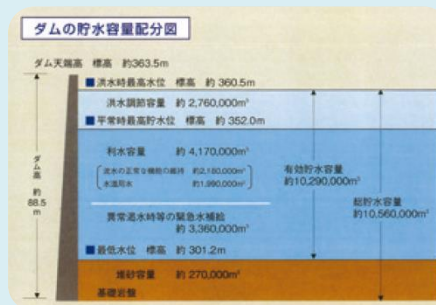 ダムの貯水容量配分図
ダム天端高 標高 約363.5m
■洪水時最高水位 標高 約360.5m
洪水調節容量 約2,760,000m³
■平常時最高貯水位 標高 約352.0m
利水容量 約4,170,000m³
流水の正常な機能の維持 約2,180,000m³
水道用水 約1,990,000m³
有効貯水容量
約10,290,000m³
総貯水容量
約10,560,000m³
異常渇水時等の緊急水補給
約3,360,000m³
■最低水位 標高 約301.2m
堆砂容量 約270,000m³
基礎岩盤
ダム高 約88.5m